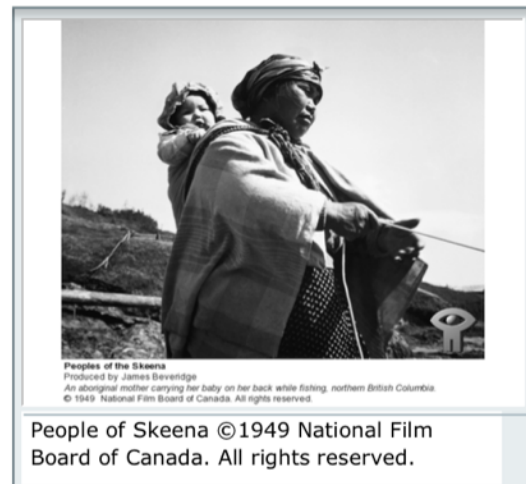 Peoples of the Skeena
Produced by James Beveridge
An aboriginal mother carrying her baby on her back while fishing, northern British Columbia.
© 1949 National Film Board of Canada. All rights reserved.
People of Skeena ©1949 National Film
Board of Canada. All rights reserved.